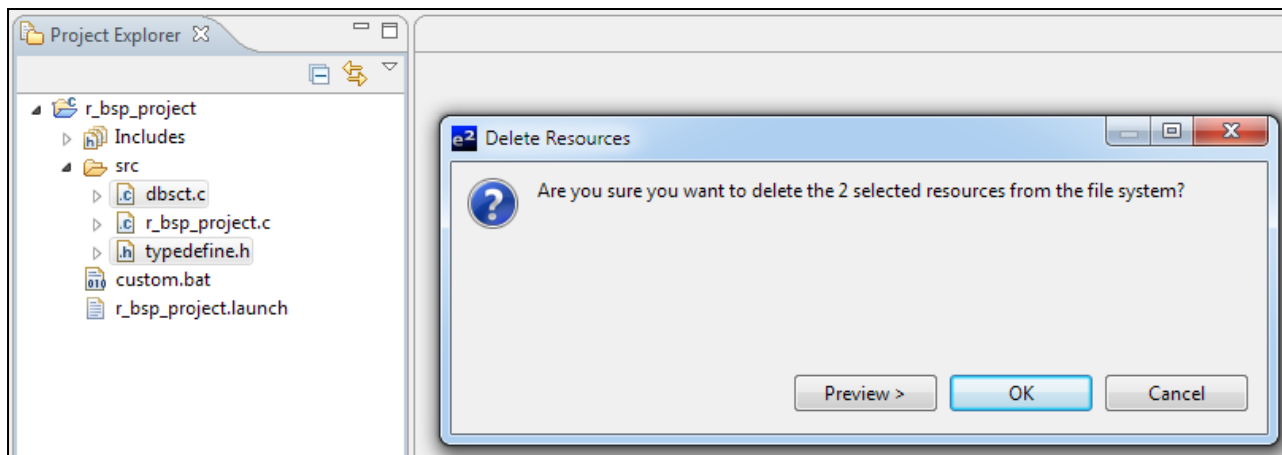 Project Explorer
r_bsp_project
Includes
src
dbsct.c
r_bsp_project.c
typedefine.h
custom.bat
r_bsp_project.launch
e2 Delete Resources
Are you sure you want to delete the 2 selected resources from the file system?
Preview >
OK
Cancel